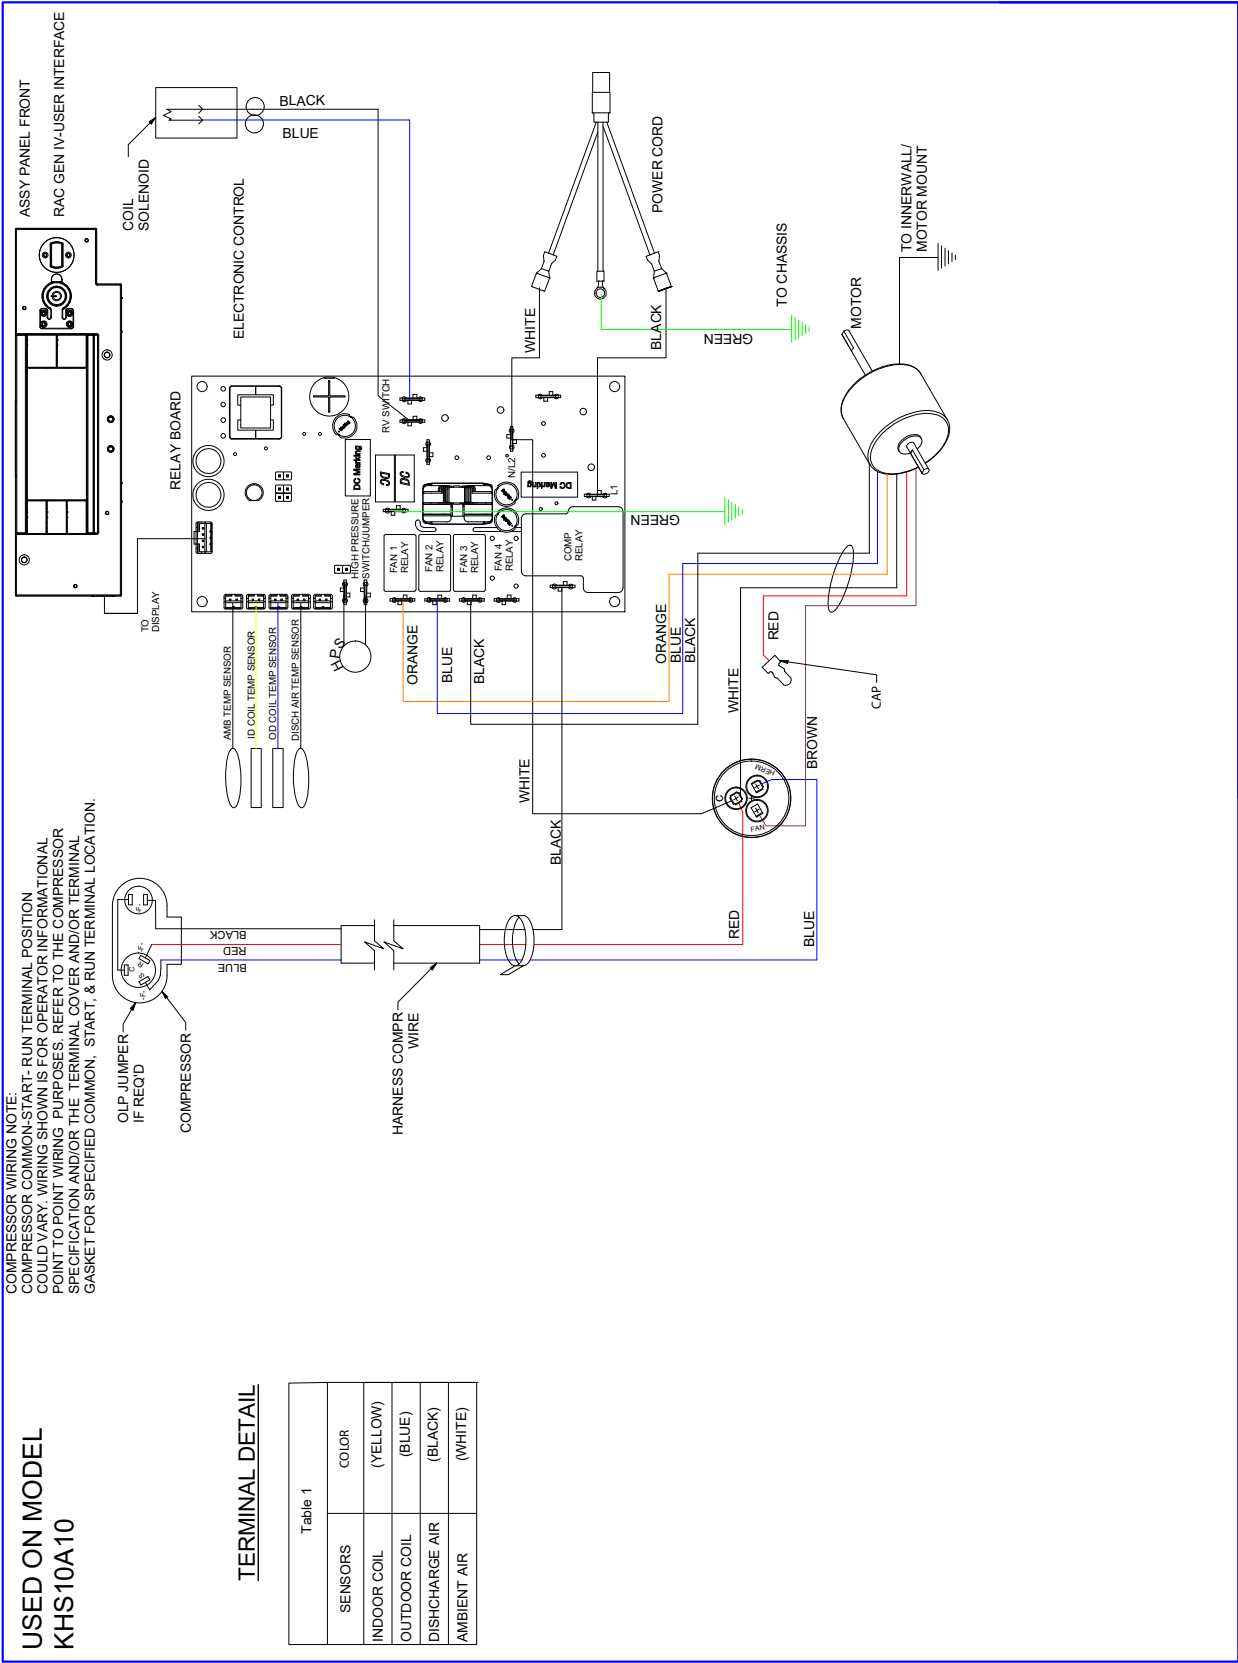 USED ON MODEL
KHS10A10
COMPRESSOR WIRING NOTE:
COMPRESSOR COMMON-START- RUN TERMINAL POSITION
COULD VARY. WIRING SHOWN IS FOR OPERATOR INFORMATIONAL
POINT TO POINT WIRING PURPOSES. REFER TO THE COMPRESSOR
SPECIFICATION AND/OR THE TERMINAL COVER AND/OR TERMINAL
GASKET FOR SPECIFIED COMMON, START, & RUN TERMINAL LOCATION.
ASSY PANEL FRONT
RAC GEN IV-USER INTERFACE
COIL
SOLENOID
BLACK
BLUE
ELECTRONIC CONTROL
RELAY BOARD
TO
DISPLAY
AMB TEMP SENSOR
ID COIL TEMP SENSOR
OD COIL TEMP SENSOR
DISCH AIR TEMP SENSOR
HIGH PRESSURE
SWITCH/JUMPER
H.P.S
DC Marking
DC
DC
RV SWITCH
N/L2
DC Marking
L1
FAN 1
RELAY
FAN 2
RELAY
FAN 3
RELAY
FAN 4
RELAY
COMP
RELAY
ORANGE
BLUE
BLACK
WHITE
BLACK
WHITE
BLACK
GREEN
POWER CORD
TO CHASSIS
GREEN
MOTOR
TO INNERWALL/
MOTOR MOUNT
ORANGE
BLUE
BLACK
WHITE
RED
CAP
BROWN
C
HERM
FAN
RED
BLUE
OLP JUMPER
IF REQ'D
COMPRESSOR
C
R
S
-F-
-F-
-F-
BLACK
RED
BLUE
HARNESS COMPR
WIRE
TERMINAL DETAIL
Table 1
SENSORS COLOR
INDOOR COIL (YELLOW)
OUTDOOR COIL (BLUE)
DISHCHARGE AIR (BLACK)
AMBIENT AIR (WHITE)